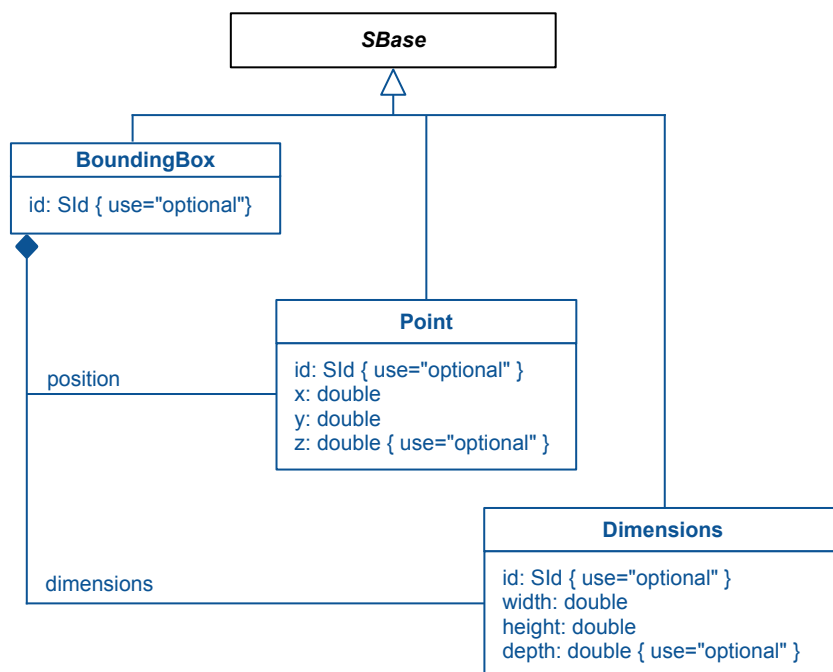 SBase
BoundingBox
id: SId { use="optional"}
Point
id: SId { use="optional" }
x: double
y: double
z: double { use="optional" }
position
Dimensions
id: SId { use="optional" }
width: double
height: double
depth: double { use="optional" }
dimensions